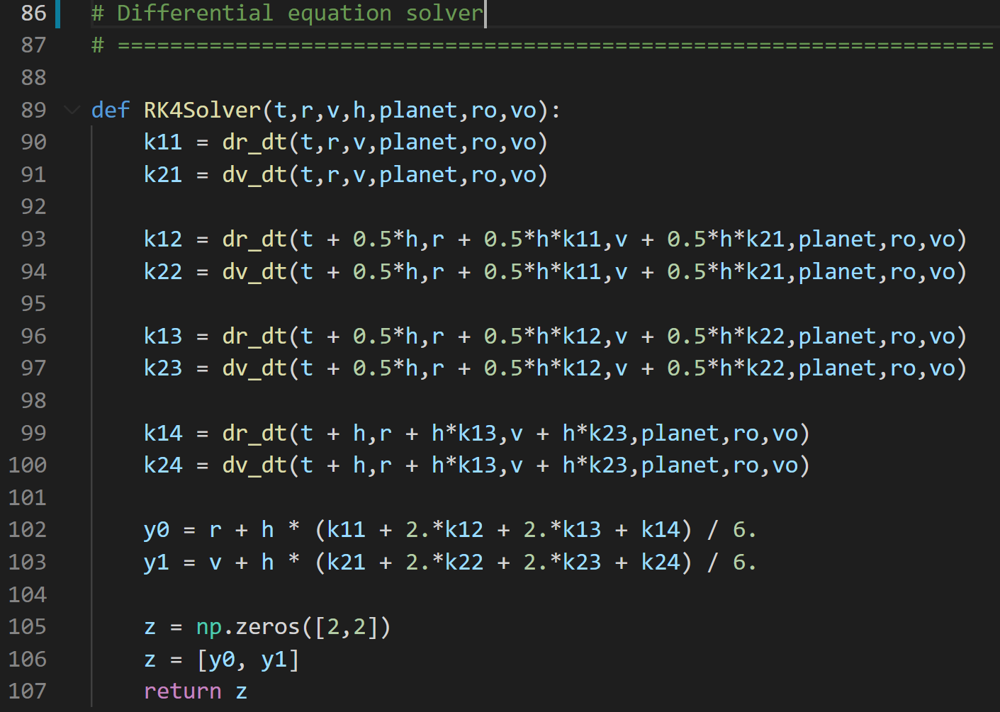 86 # Differential equation solver
87 # ===================================================================
88
89 def RK4Solver(t,r,v,h,planet,ro,vo):
90 k11 = dr_dt(t,r,v,planet,ro,vo)
91 k21 = dv_dt(t,r,v,planet,ro,vo)
92
93 k12 = dr_dt(t + 0.5*h,r + 0.5*h*k11,v + 0.5*h*k21,planet,ro,vo)
94 k22 = dv_dt(t + 0.5*h,r + 0.5*h*k11,v + 0.5*h*k21,planet,ro,vo)
95
96 k13 = dr_dt(t + 0.5*h,r + 0.5*h*k12,v + 0.5*h*k22,planet,ro,vo)
97 k23 = dv_dt(t + 0.5*h,r + 0.5*h*k12,v + 0.5*h*k22,planet,ro,vo)
98
99 k14 = dr_dt(t + h,r + h*k13,v + h*k23,planet,ro,vo)
100 k24 = dv_dt(t + h,r + h*k13,v + h*k23,planet,ro,vo)
101
102 y0 = r + h * (k11 + 2.*k12 + 2.*k13 + k14) / 6.
103 y1 = v + h * (k21 + 2.*k22 + 2.*k23 + k24) / 6.
104
105 z = np.zeros([2,2])
106 z = [y0, y1]
107 return z